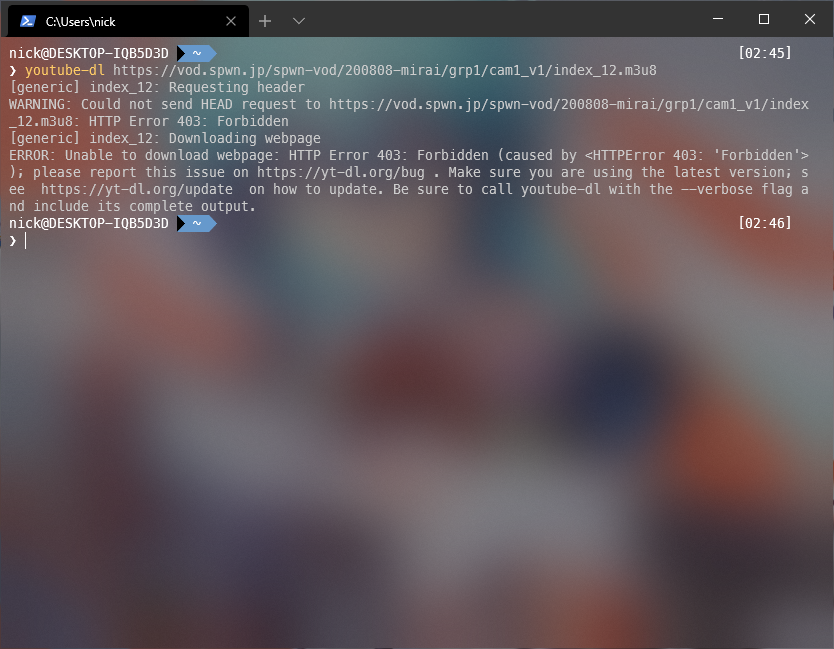 C:\Users\nick
nick@DESKTOP-IQB5D3D ~ [02:45]
❯ youtube-dl https://vod.spwn.jp/spwn-vod/200808-mirai/grp1/cam1_v1/index_12.m3u8
[generic] index_12: Requesting header
WARNING: Could not send HEAD request to https://vod.spwn.jp/spwn-vod/200808-mirai/grp1/cam1_v1/index
_12.m3u8: HTTP Error 403: Forbidden
[generic] index_12: Downloading webpage
ERROR: Unable to download webpage: HTTP Error 403: Forbidden (caused by <HTTPError 403: 'Forbidden'>
); please report this issue on https://yt-dl.org/bug . Make sure you are using the latest version; s
ee  https://yt-dl.org/update  on how to update. Be sure to call youtube-dl with the --verbose flag a
nd include its complete output.
nick@DESKTOP-IQB5D3D ~ [02:46]
❯